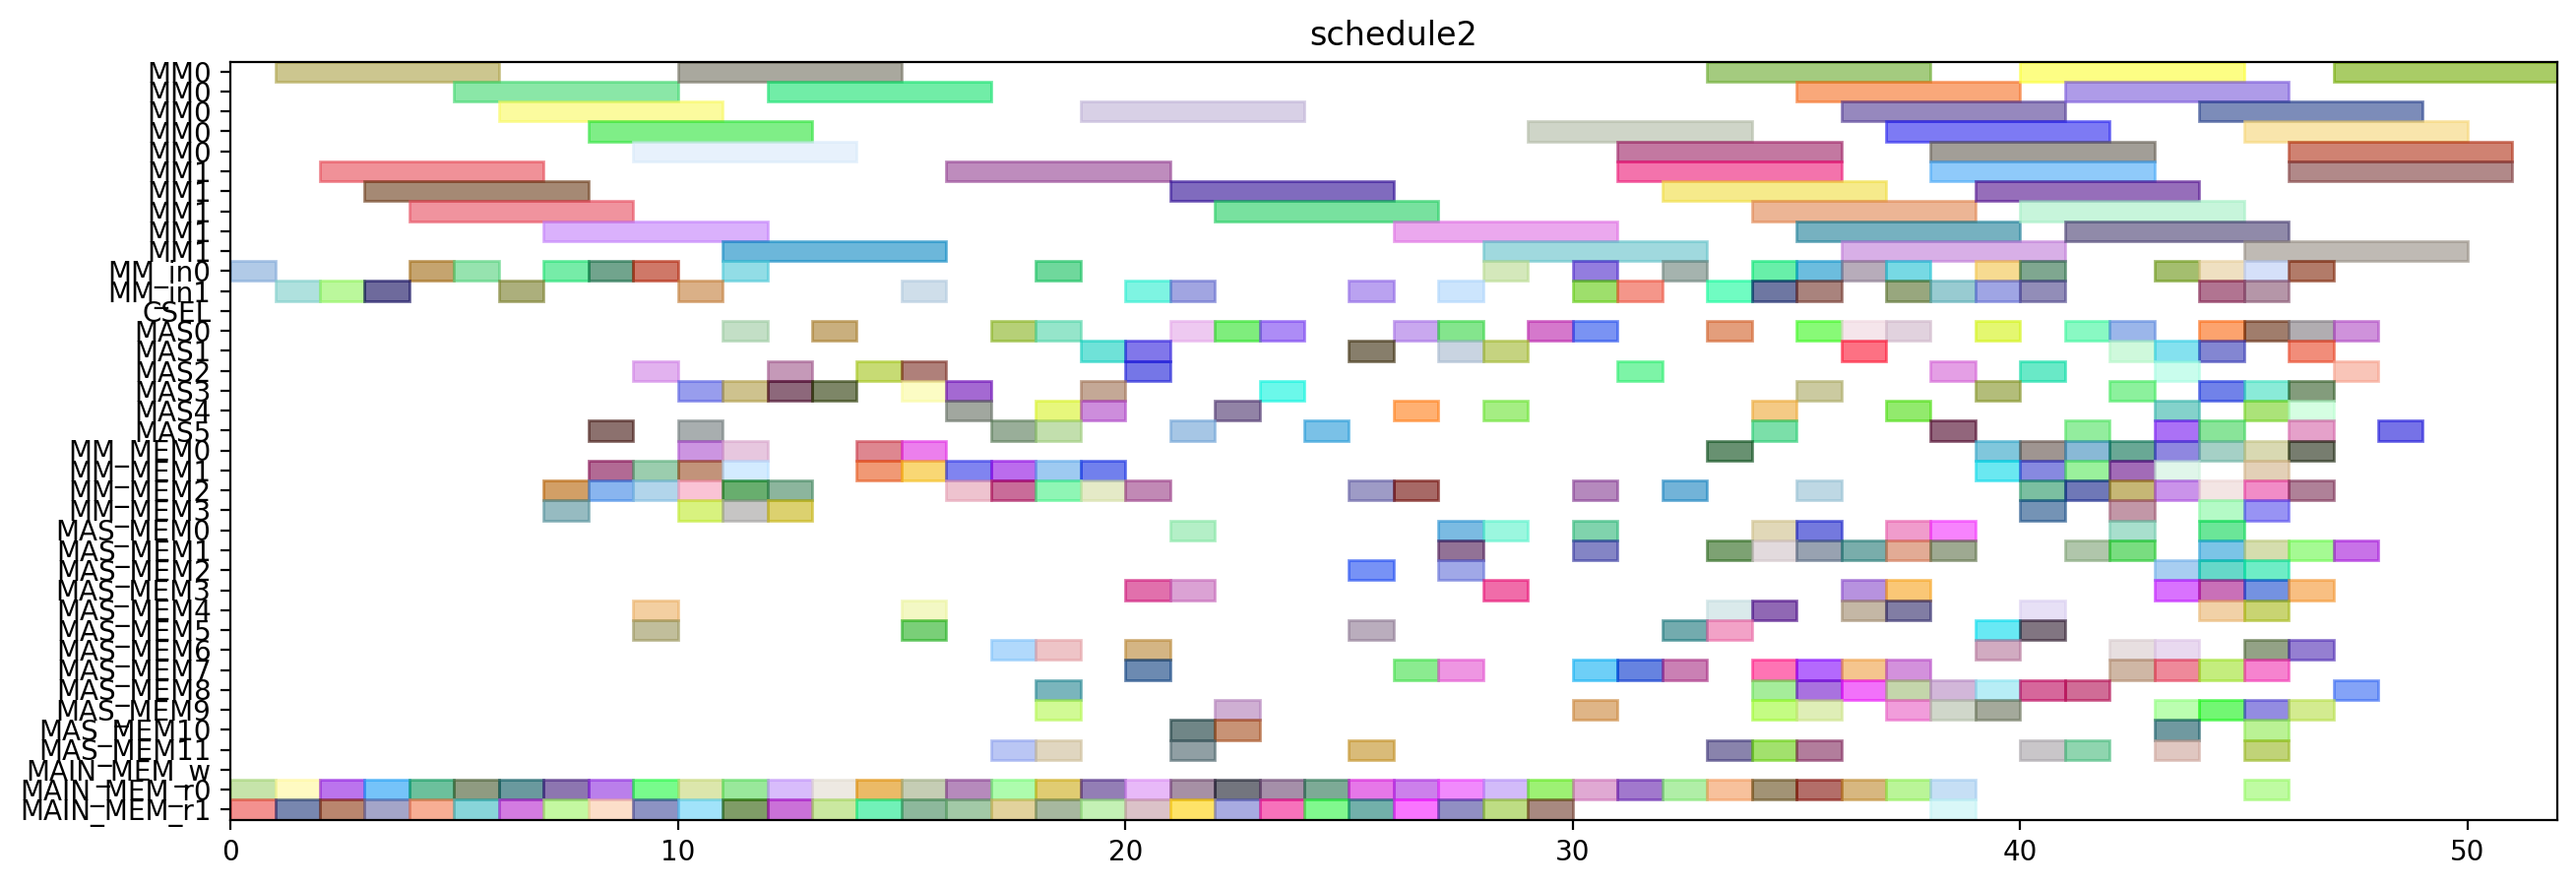 schedule2
MM0
MM0
MM0
MM0
MM0
MM1
MM1
MM1
MM1
MM1
MM_in0
MM_in1
CSEL
MAS0
MAS1
MAS2
MAS3
MAS4
MAS5
MM_MEM0
MM_MEM1
MM_MEM2
MM_MEM3
MAS_MEM0
MAS_MEM1
MAS_MEM2
MAS_MEM3
MAS_MEM4
MAS_MEM5
MAS_MEM6
MAS_MEM7
MAS_MEM8
MAS_MEM9
MAS_MEM10
MAS_MEM11
MAIN_MEM_w
MAIN_MEM_r0
MAIN_MEM_r1
0 10 20 30 40 50